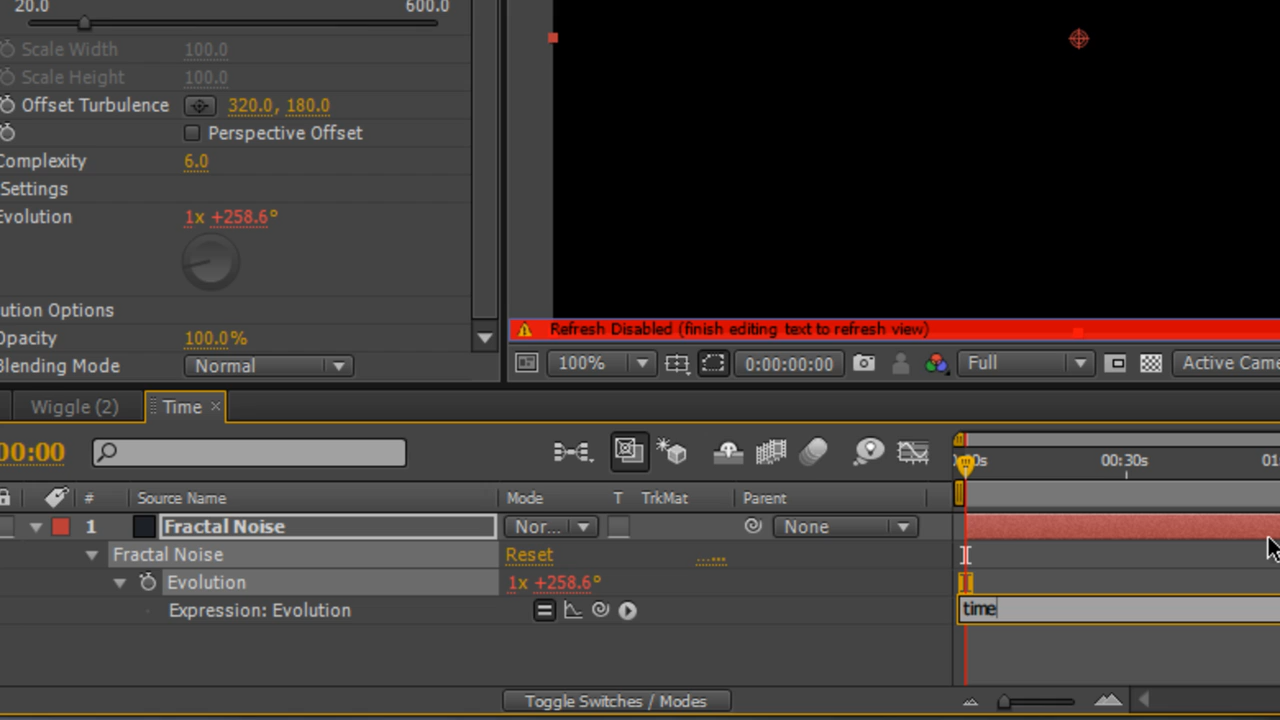 20.0 600.0
Scale Width 100.0
Scale Height 100.0
Offset Turbulence 320.0, 180.0
Perspective Offset
Complexity 6.0
Settings
Evolution 1x +258.6°
ution Options
Opacity 100.0%
Blending Mode Normal
Refresh Disabled (finish editing text to refresh view)
100% 0:00:00:00 Full Active Came
Wiggle (2) Time ×
00:00
00s 00:30s 01
# Source Name Mode T TrkMat Parent
1 Fractal Noise Nor... None
Fractal Noise Reset ......
Evolution 1x +258.6°
Expression: Evolution time
Toggle Switches / Modes